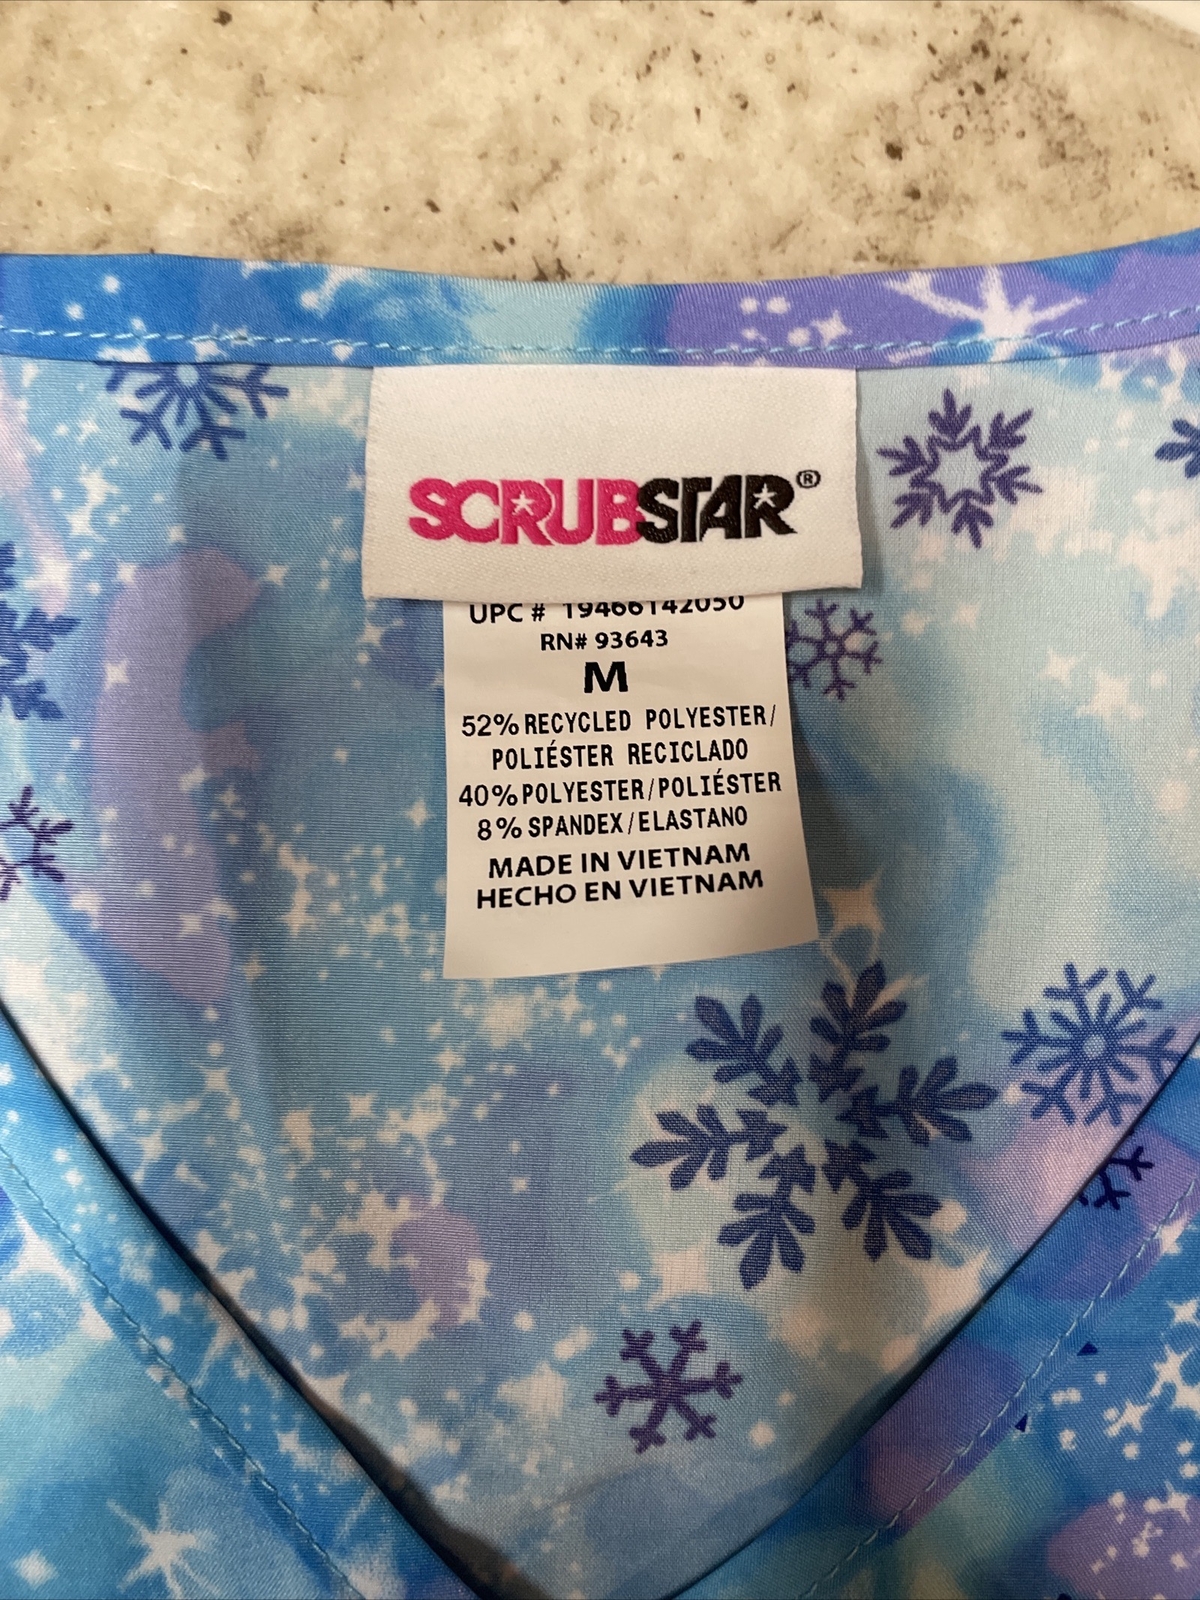 SCRUBSTAR®
UPC # 19466142050
RN# 93643
M
52% RECYCLED POLYESTER/
POLIÉSTER RECICLADO
40% POLYESTER/POLIÉSTER
8% SPANDEX/ELASTANO
MADE IN VIETNAM
HECHO EN VIETNAM